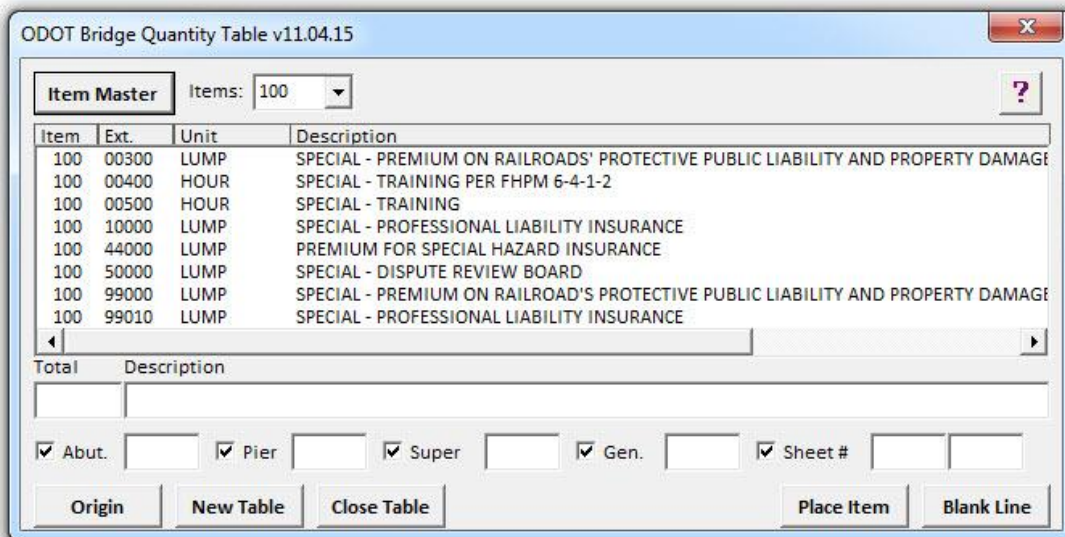 ODOT Bridge Quantity Table v11.04.15
X
Item Master Items: 100 ?
Item Ext. Unit Description
100 00300 LUMP SPECIAL - PREMIUM ON RAILROADS' PROTECTIVE PUBLIC LIABILITY AND PROPERTY DAMAGE
100 00400 HOUR SPECIAL - TRAINING PER FHPM 6-4-1-2
100 00500 HOUR SPECIAL - TRAINING
100 10000 LUMP SPECIAL - PROFESSIONAL LIABILITY INSURANCE
100 44000 LUMP PREMIUM FOR SPECIAL HAZARD INSURANCE
100 50000 LUMP SPECIAL - DISPUTE REVIEW BOARD
100 99000 LUMP SPECIAL - PREMIUM ON RAILROAD'S PROTECTIVE PUBLIC LIABILITY AND PROPERTY DAMAGE
100 99010 LUMP SPECIAL - PROFESSIONAL LIABILITY INSURANCE
Total Description
Abut. Pier Super Gen. Sheet #
Origin New Table Close Table Place Item Blank Line